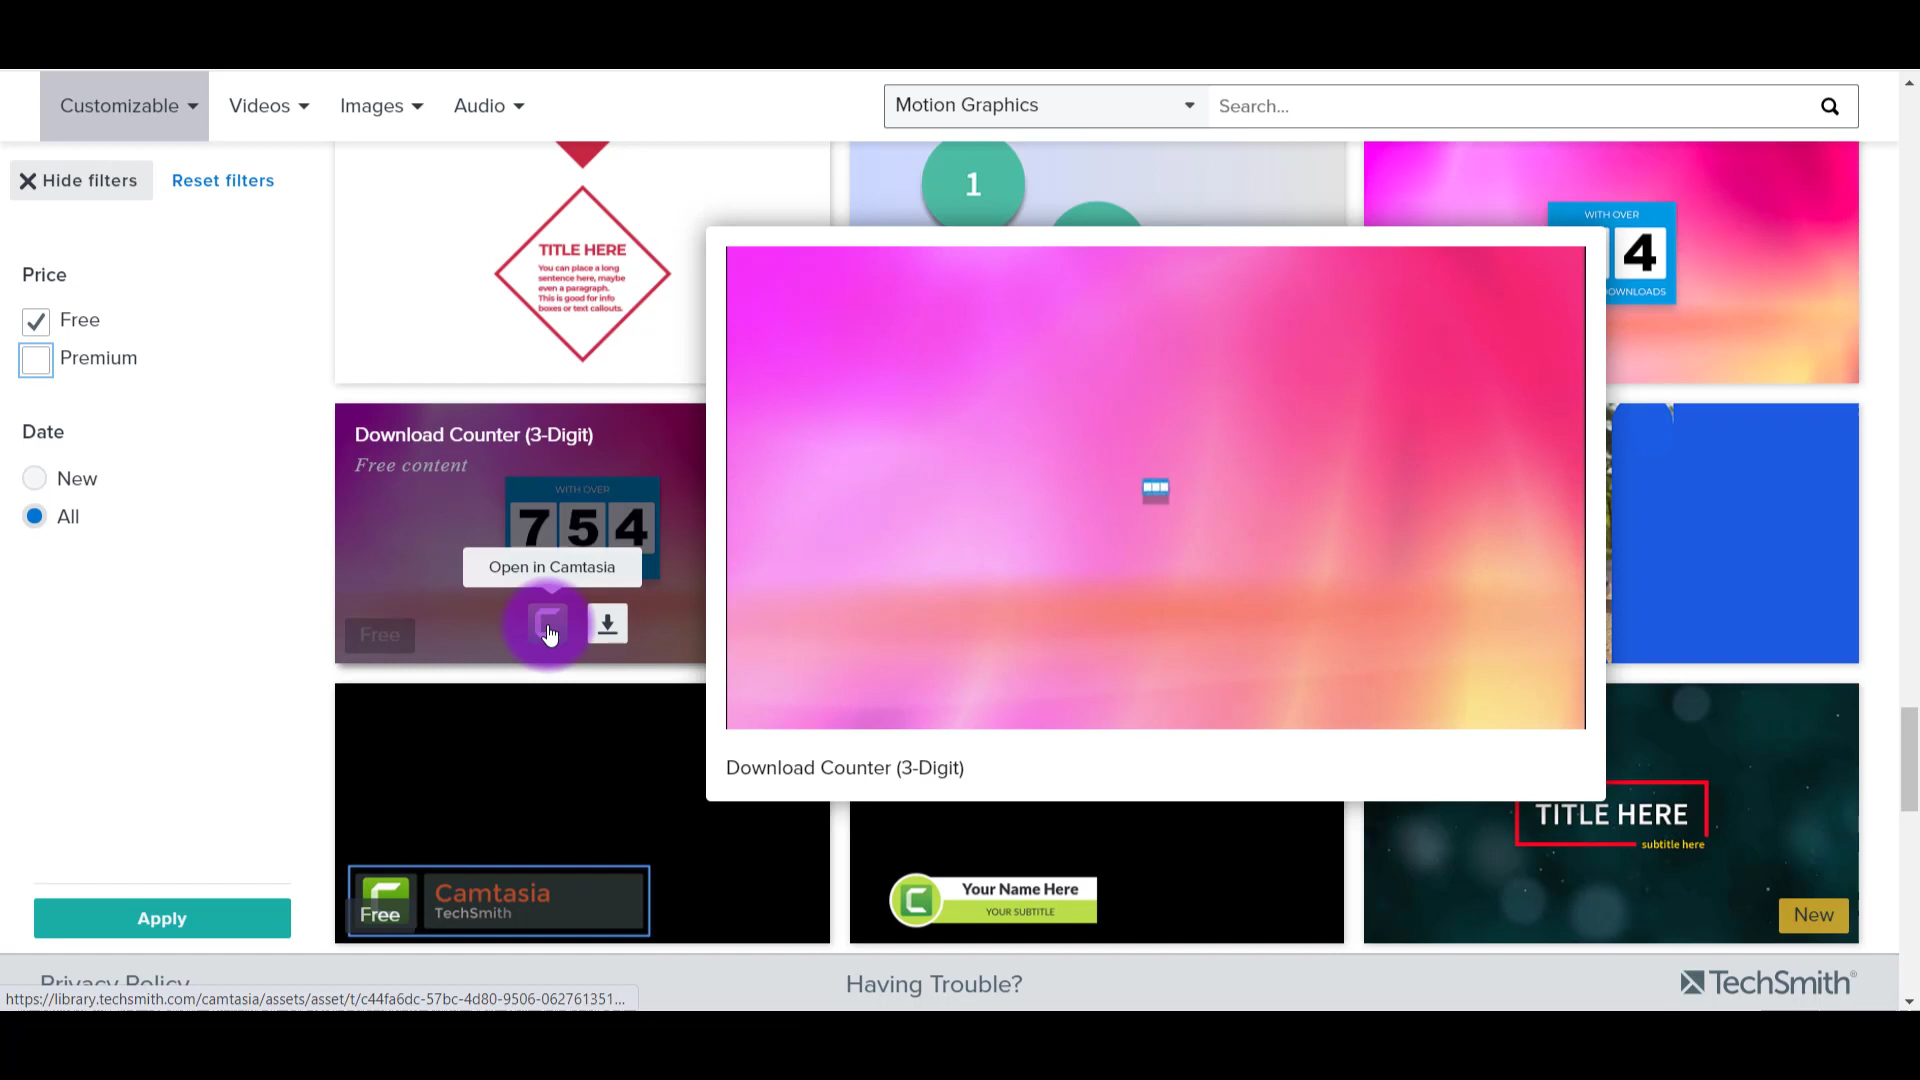 Customizable
Videos
Images
Audio
Motion Graphics
Search...
Hide filters
Reset filters
Price
Free
Premium
Date
New
All
Apply
TITLE HERE
You can place a long
sentence here, maybe
even a paragraph.
This is good for info
boxes or text callouts.
1
WITH OVER
4
OWNLOADS
Download Counter (3-Digit)
Free content
WITH OVER
754
Open in Camtasia
Free
Download Counter (3-Digit)
Camtasia
TechSmith
Free
Your Name Here
YOUR SUBTITLE
TITLE HERE
subtitle here
New
Privacy Policy
Having Trouble?
TechSmith®
https://library.techsmith.com/camtasia/assets/asset/t/c44fa6dc-57bc-4d80-9506-062761351...